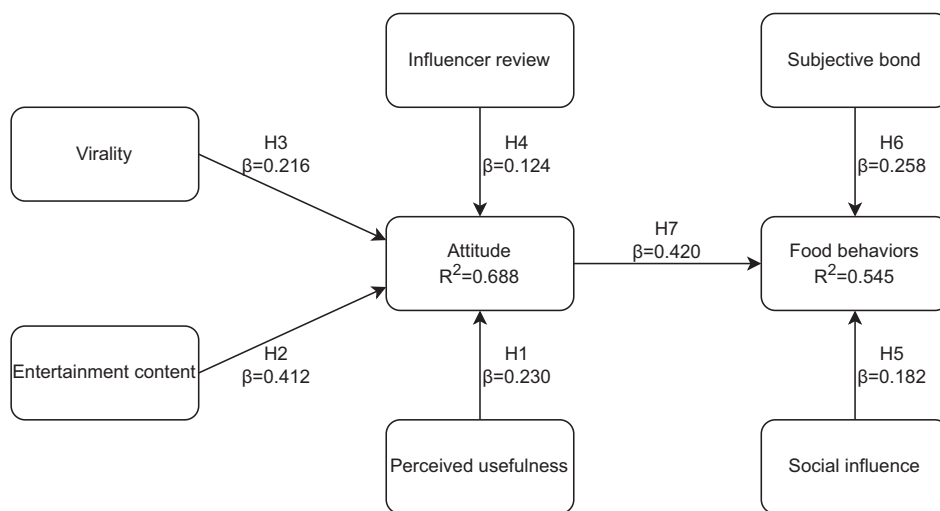 Influencer review
Subjective bond
Virality
H3
β=0.216
H4
β=0.124
H6
β=0.258
Attitude
R²=0.688
H7
β=0.420
Food behaviors
R²=0.545
Entertainment content
H2
β=0.412
H1
β=0.230
H5
β=0.182
Perceived usefulness
Social influence